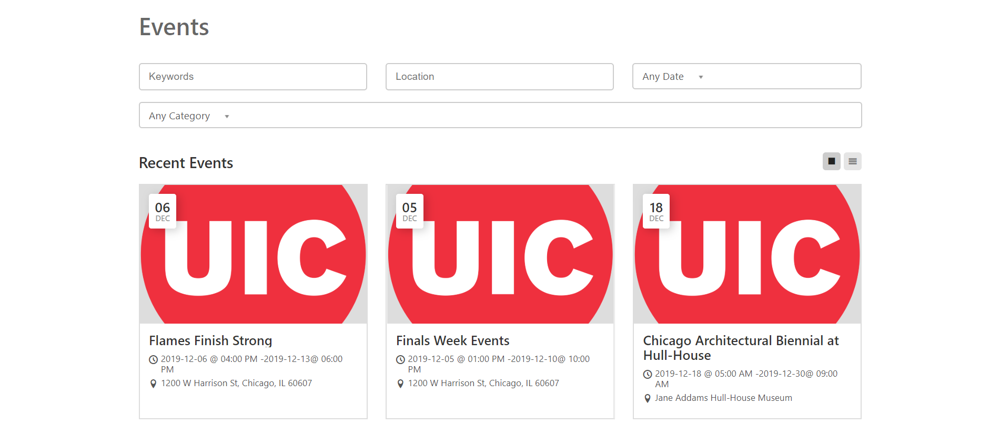 Events
Keywords
Location
Any Date
Any Category
Recent Events
06
DEC
UIC
Flames Finish Strong
2019-12-06 @ 04:00 PM -2019-12-13@ 06:00
PM
1200 W Harrison St, Chicago, IL 60607
05
DEC
UIC
Finals Week Events
2019-12-05 @ 01:00 PM -2019-12-10@ 10:00
PM
1200 W Harrison St, Chicago, IL 60607
18
DEC
UIC
Chicago Architectural Biennial at
Hull-House
2019-12-18 @ 05:00 AM -2019-12-30@ 09:00
AM
Jane Addams Hull-House Museum